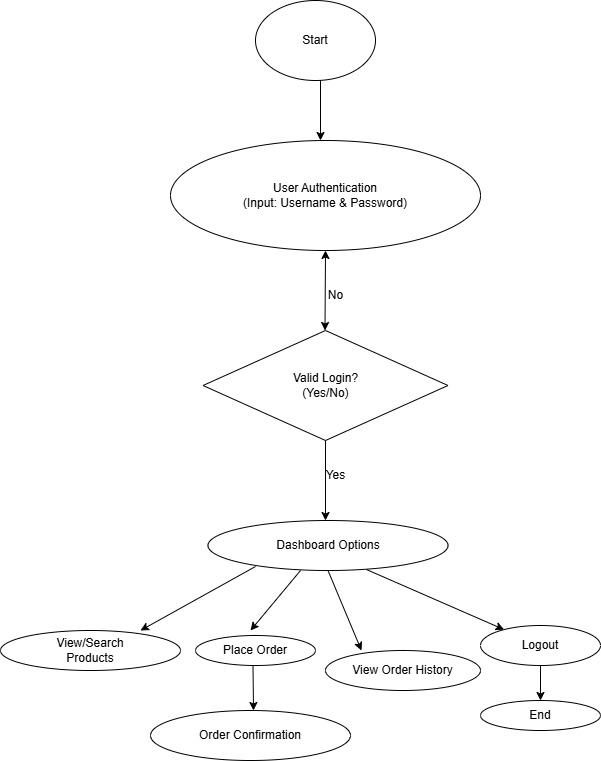 Start
User Authentication
(Input: Username & Password)
No
Valid Login?
(Yes/No)
Yes
Dashboard Options
View/Search
Products
Place Order
View Order History
Logout
Order Confirmation
End